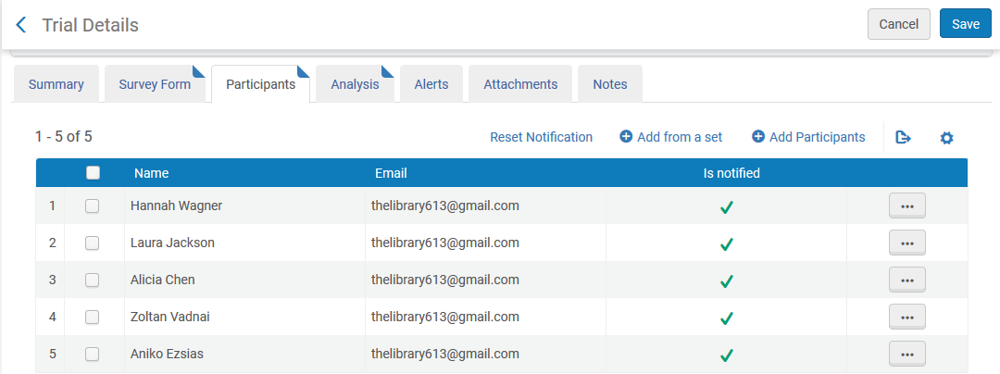 Trial Details
Cancel
Save
Summary
Survey Form
Participants
Analysis
Alerts
Attachments
Notes
1 - 5 of 5
Reset Notification
Add from a set
Add Participants
Name Email Is notified
1 Hannah Wagner thelibrary613@gmail.com
2 Laura Jackson thelibrary613@gmail.com
3 Alicia Chen thelibrary613@gmail.com
4 Zoltan Vadnai thelibrary613@gmail.com
5 Aniko Ezsias thelibrary613@gmail.com